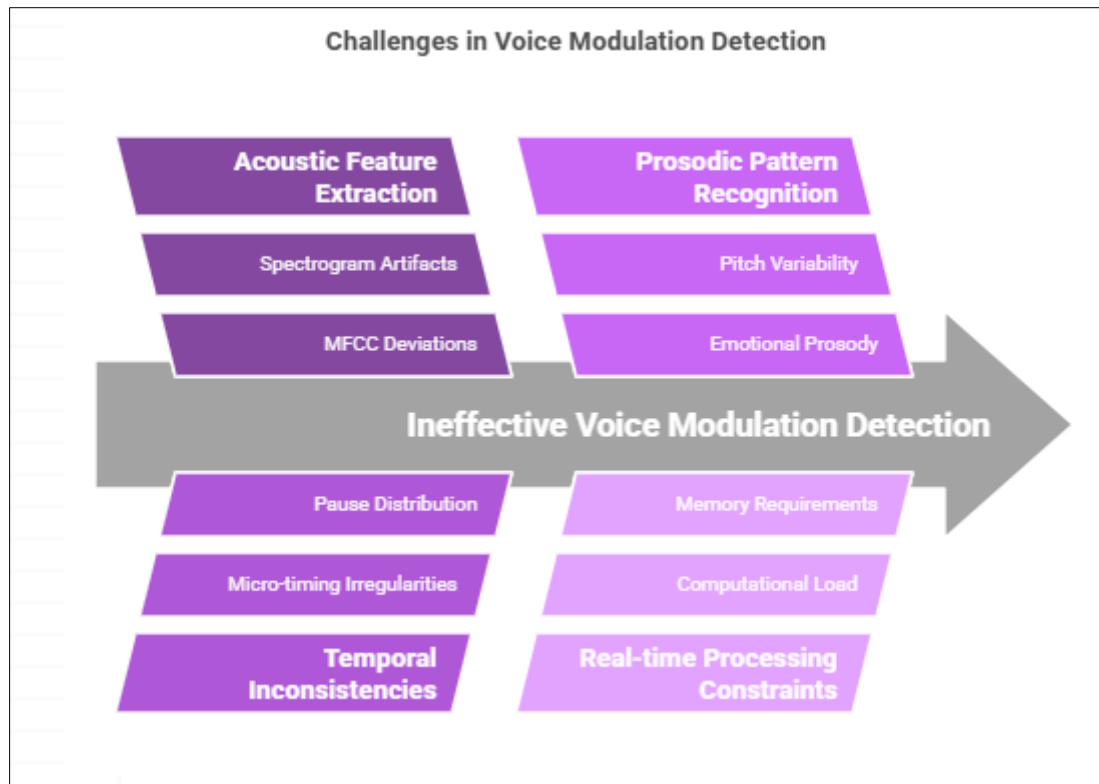 Challenges in Voice Modulation Detection
Acoustic Feature
Extraction
Spectrogram Artifacts
MFCC Deviations
Prosodic Pattern
Recognition
Pitch Variability
Emotional Prosody
Ineffective Voice Modulation Detection
Pause Distribution
Micro-timing Irregularities
Temporal
Inconsistencies
Memory Requirements
Computational Load
Real-time Processing
Constraints